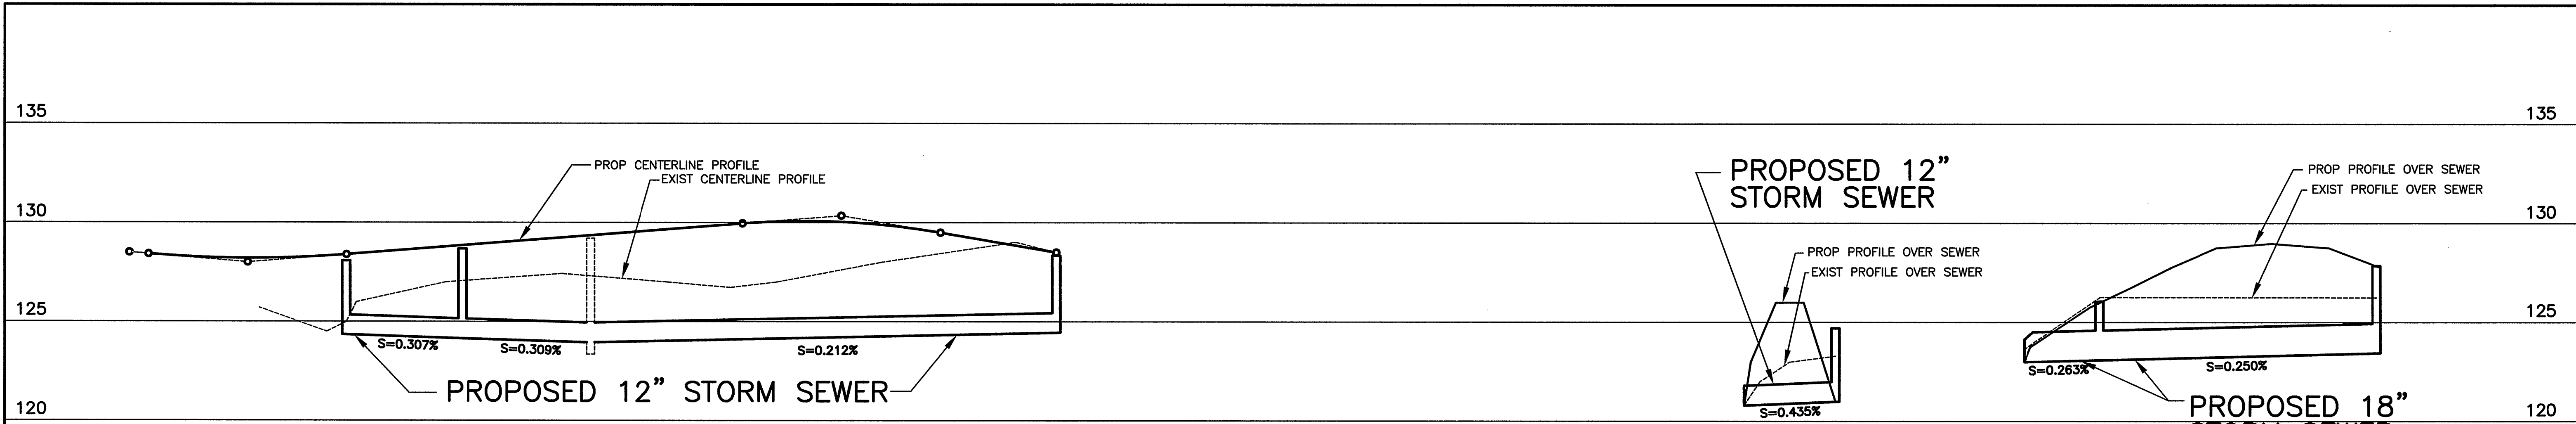 135
135
PROP CENTERLINE PROFILE
EXIST CENTERLINE PROFILE
PROPOSED 12"
STORM SEWER
PROP PROFILE OVER SEWER
EXIST PROFILE OVER SEWER
130
130
PROP PROFILE OVER SEWER
EXIST PROFILE OVER SEWER
125
125
S=0.307%
S=0.309%
S=0.212%
S=0.263%
S=0.250%
PROPOSED 12" STORM SEWER
S=0.435%
PROPOSED 18"
STORM SEWER
120
120